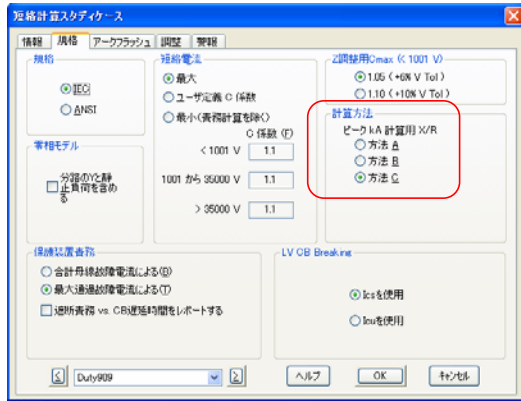 短絡計算スタディケース
情報 規格 アークフラッシュ 調整 警報
規格
IEC
ANSI
零相モデル
分路のYと静止負荷を含める
短絡電流
最大
ユーザ定義 C 係数
最小(責務計算を除く)
C 係数 (F)
< 1001 V 1.1
1001 から 35000 V 1.1
> 35000 V 1.1
Z調整用Cmax (< 1001 V)
1.05 (+6% V Tol)
1.10 (+10% V Tol)
計算方法
ピーク kA 計算用 X/R
方法 A
方法 B
方法 C
保護装置責務
合計母線故障電流による(B)
最大通過故障電流による(T)
遮断責務 vs. CB遅延時間をレポートする
LV CB Breaking
Icsを使用
Icuを使用
Duty909
ヘルプ OK キャンセル